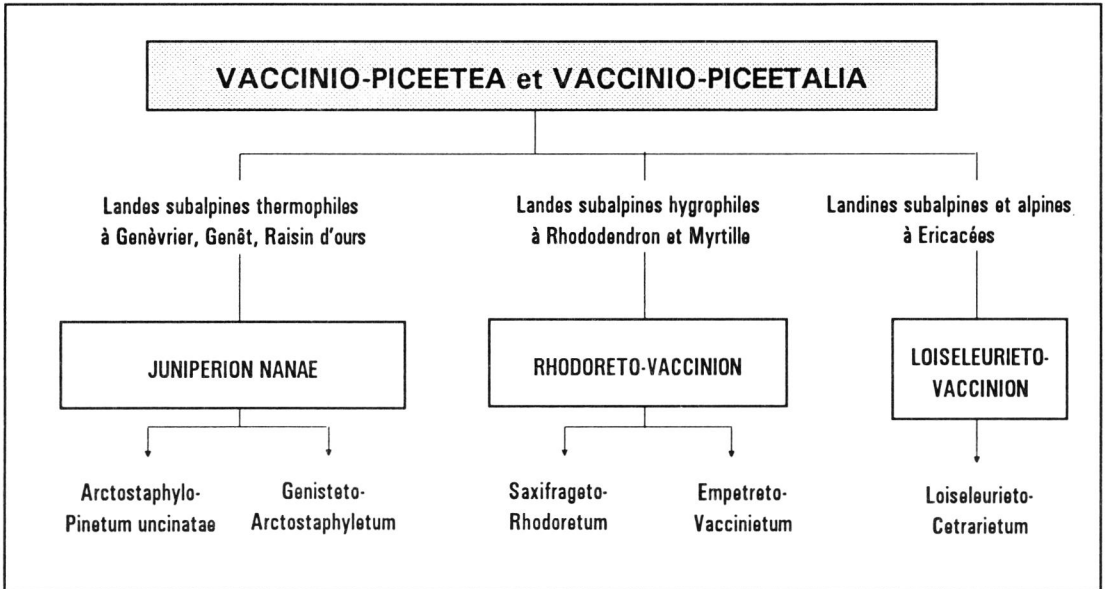 VACCINIO-PICEETEA et VACCINIO-PICEETALIA
Landes subalpines thermophiles
à Genèvrier, Genêt, Raisin d'ours
Landes subalpines hygrophiles
à Rhododendron et Myrtille
Landines subalpines et alpines
à Ericacées
JUNIPERION NANAE
RHODORETO-VACCINION
LOISELEURIETO-
VACCINION
Arctostaphylo-
Pinetum uncinatae
Genisteto-
Arctostaphyletum
Saxifrageto-
Rhodoretum
Empetreto-
Vaccinietum
Loiseleurieto-
Cetrarietum